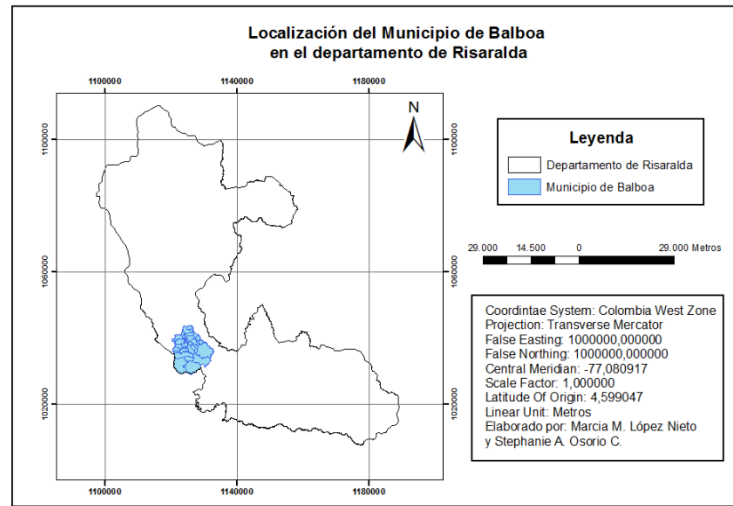 Localización del Municipio de Balboa
en el departamento de Risaralda
1100000 1140000 1180000
N
1100000
1060000
1020000
1100000
1060000
1020000
1100000 1140000 1180000
Leyenda
Departamento de Risaralda
Municipio de Balboa
29.000 14.500 0 29.000 Metros
Coordintae System: Colombia West Zone
Projection: Transverse Mercator
False Easting: 1000000,000000
False Northing: 1000000,000000
Central Meridian: -77,080917
Scale Factor: 1,000000
Latitude Of Origin: 4,599047
Linear Unit: Metros
Elaborado por: Marcia M. López Nieto
y Stephanie A. Osorio C.